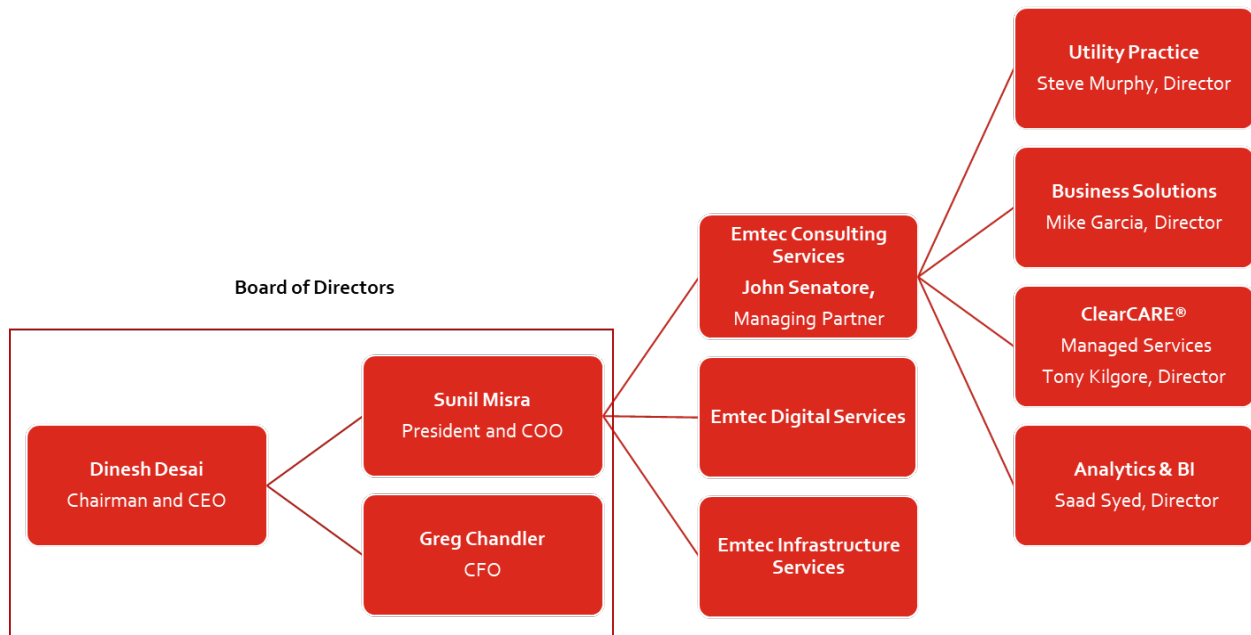 Board of Directors
Dinesh Desai
Chairman and CEO
Sunil Misra
President and COO
Greg Chandler
CFO
Emtec Consulting
Services
John Senatore,
Managing Partner
Emtec Digital Services
Emtec Infrastructure
Services
Utility Practice
Steve Murphy, Director
Business Solutions
Mike Garcia, Director
ClearCARE®
Managed Services
Tony Kilgore, Director
Analytics & BI
Saad Syed, Director